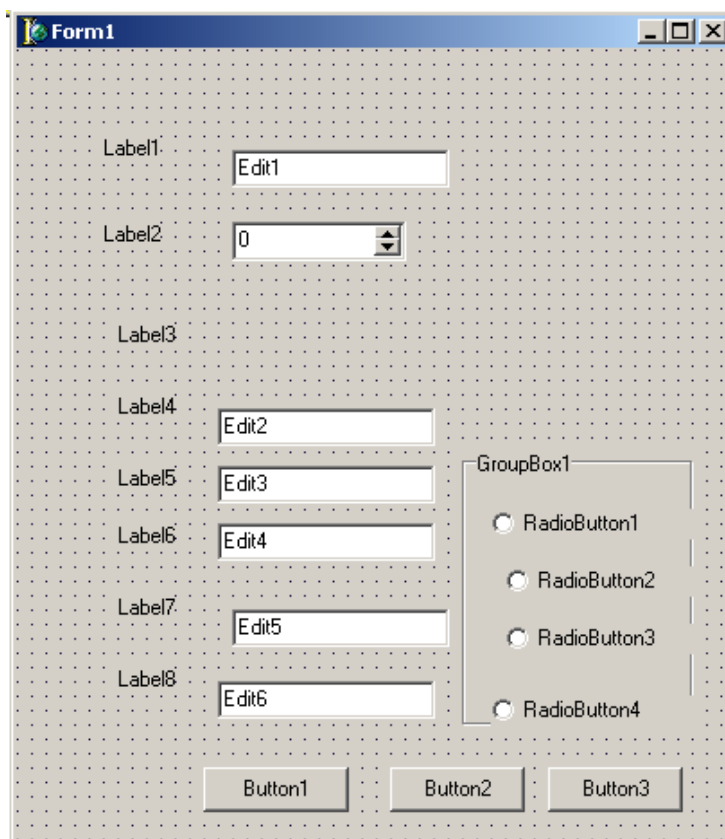 Form1
Label1
Edit1
Label2
0
Label3
Label4
Edit2
Label5
Edit3
Label6
Edit4
Label7
Edit5
Label8
Edit6
GroupBox1
RadioButton1
RadioButton2
RadioButton3
RadioButton4
Button1
Button2
Button3